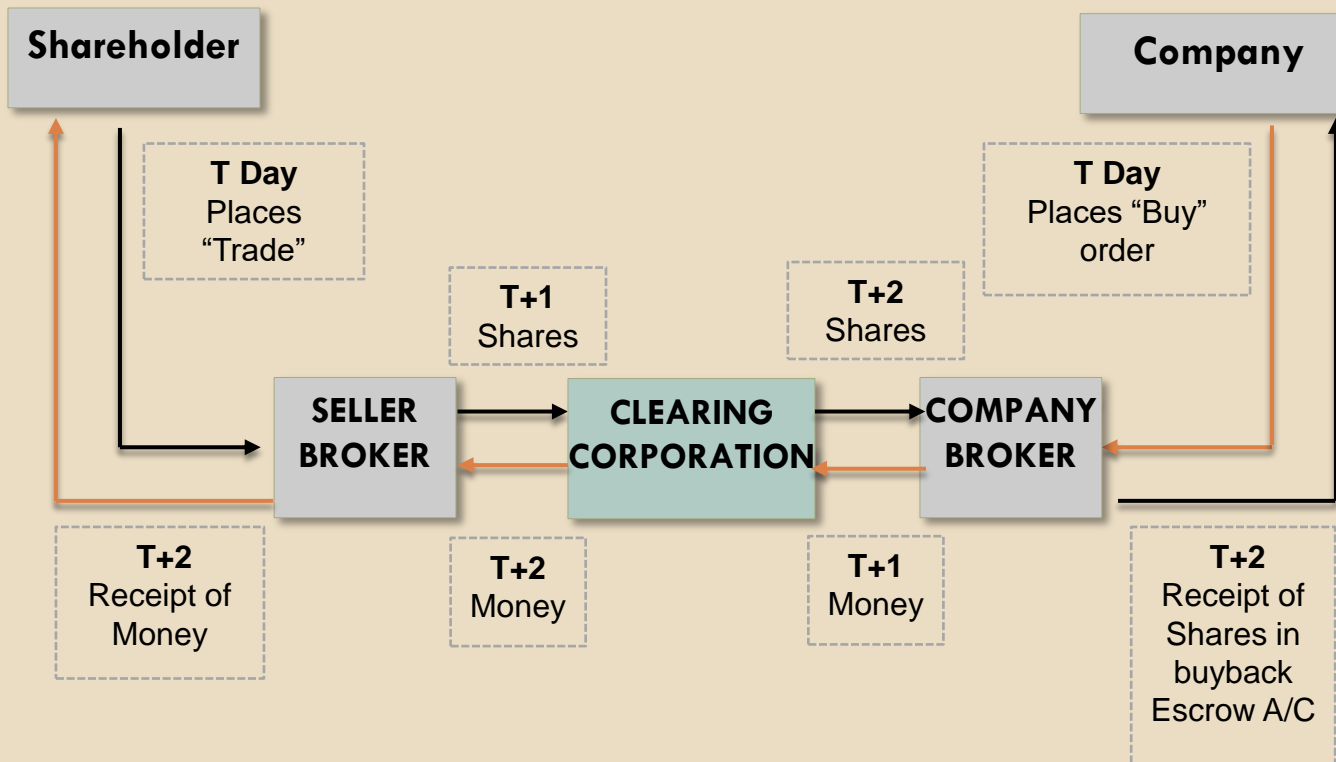 Shareholder
Company
T Day
Places
“Trade”
T Day
Places “Buy”
order
T+1
Shares
T+2
Shares
SELLER
BROKER
CLEARING
CORPORATION
COMPANY
BROKER
T+2
Receipt of
Money
T+2
Money
T+1
Money
T+2
Receipt of
Shares in
buyback
Escrow A/C